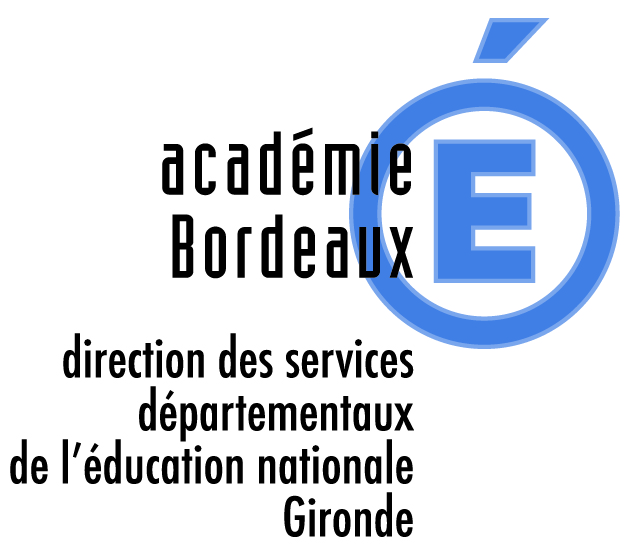 académie
Bordeaux
É
direction des services
départementaux
de l'éducation nationale
Gironde